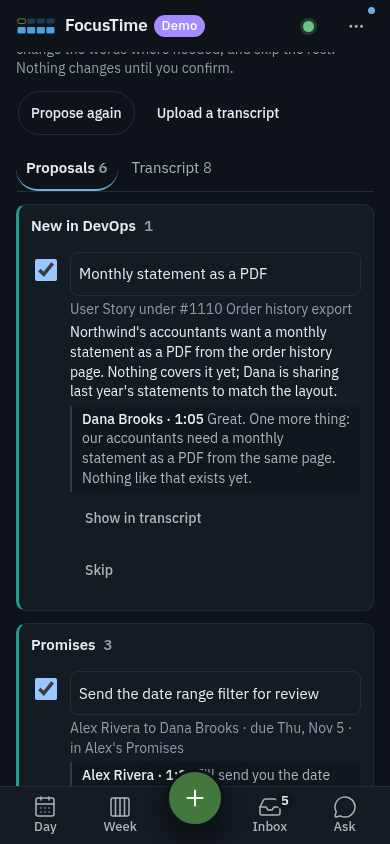 FocusTime Demo
change the words where needed, and skip the rest.
Nothing changes until you confirm.
Propose again Upload a transcript
Proposals 6 Transcript 8
New in DevOps 1
Monthly statement as a PDF
User Story under #1110 Order history export
Northwind's accountants want a monthly
statement as a PDF from the order history
page. Nothing covers it yet; Dana is sharing
last year's statements to match the layout.
Dana Brooks · 1:05 Great. One more thing:
our accountants need a monthly
statement as a PDF from the same page.
Nothing like that exists yet.
Show in transcript
Skip
Promises 3
Send the date range filter for review
Alex Rivera to Dana Brooks · due Thu, Nov 5 ·
in Alex's Promises
Alex Rivera · send you the date
Day Week Inbox 5 Ask